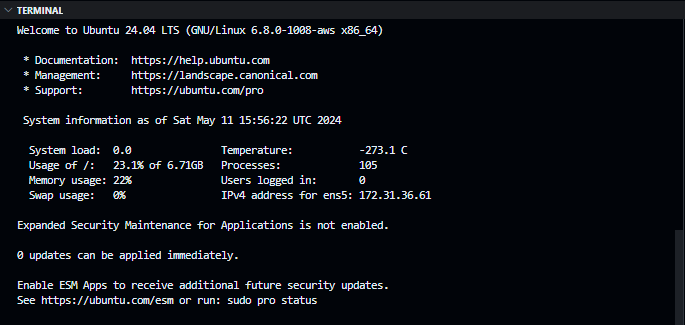 TERMINAL
Welcome to Ubuntu 24.04 LTS (GNU/Linux 6.8.0-1008-aws x86_64)
* Documentation: https://help.ubuntu.com
* Management: https://landscape.canonical.com
* Support: https://ubuntu.com/pro
System information as of Sat May 11 15:56:22 UTC 2024
System load: 0.0 Temperature: -273.1 C
Usage of /: 23.1% of 6.71GB Processes: 105
Memory usage: 22% Users logged in: 0
Swap usage: 0% IPv4 address for ens5: 172.31.36.61
Expanded Security Maintenance for Applications is not enabled.
0 updates can be applied immediately.
Enable ESM Apps to receive additional future security updates.
See https://ubuntu.com/esm or run: sudo pro status